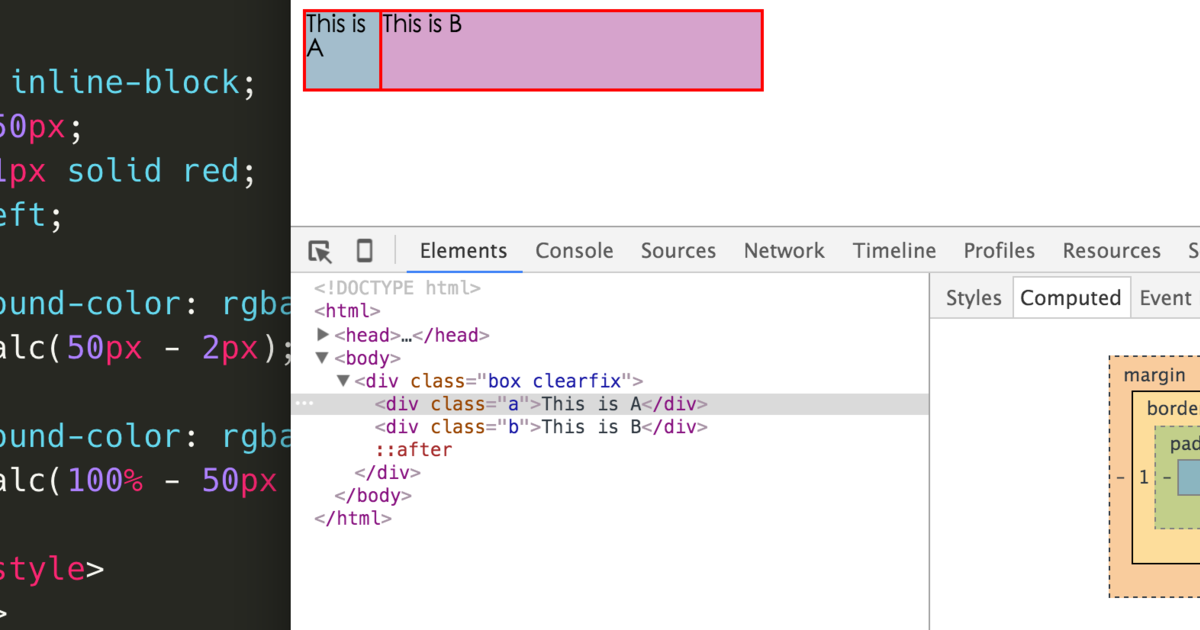 inline-block;
50px;
1px solid red;
eft;
ound-color: rgba
alc(50px - 2px);
ound-color: rgba
alc(100% - 50px
style>
>
This is A
This is B
Elements Console Sources Network Timeline Profiles Resources S
<!DOCTYPE html>
<html>
▶<head>…</head>
▼<body>
▼<div class="box clearfix">
<div class="a">This is A</div>
<div class="b">This is B</div>
::after
</div>
</body>
</html>
Styles Computed Event
margin
borde
pad
- 1 -